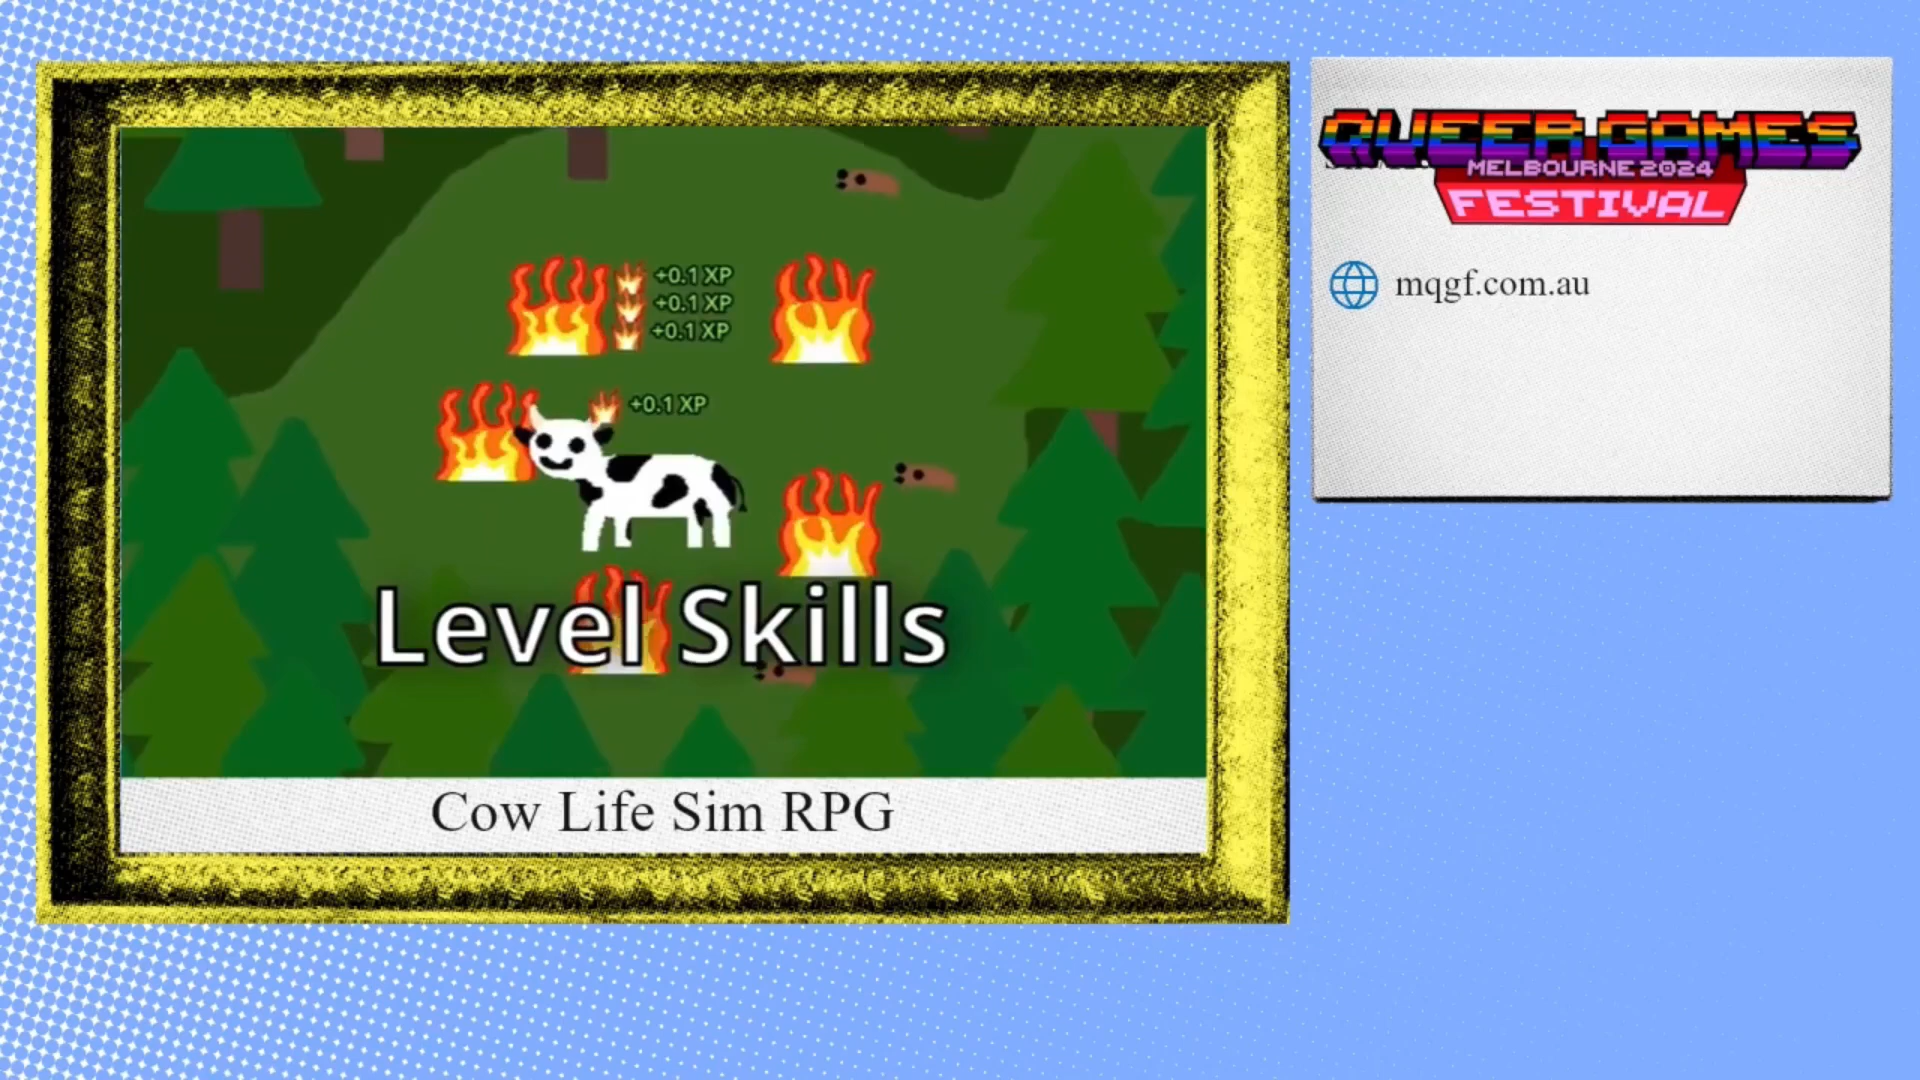 +0.1 XP
+0.1 XP
+0.1 XP
+0.1 XP
Level Skills
Cow Life Sim RPG
QUEER GAMES
MELBOURNE 2024
FESTIVAL
mqgf.com.au